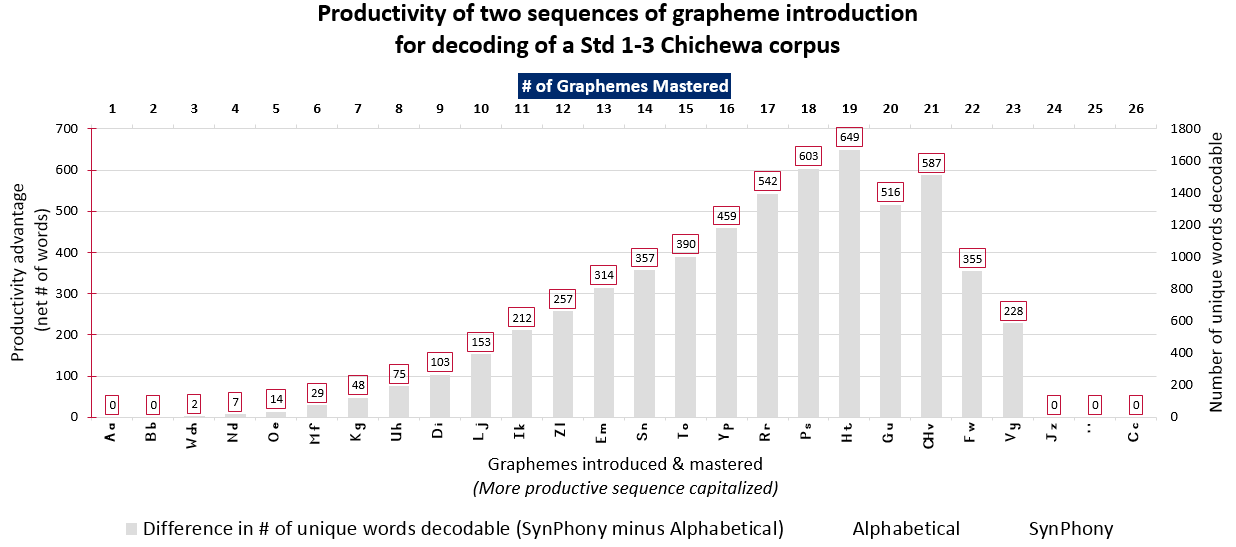 Productivity of two sequences of grapheme introduction
for decoding of a Std 1-3 Chichewa corpus
# of Graphemes Mastered
1 2 3 4 5 6 7 8 9 10 11 12 13 14 15 16 17 18 19 20 21 22 23 24 25 26
Productivity advantage
(net # of words)
700
600
500
400
300
200
100
0
0 0 2 7 14 29 48 75 103 153 212 257 314 357 390 459 542 603 649 516 587 355 228 0 0 0
1800
1600
1400
1200
1000
800
600
400
200
0
Number of unique words decodable
Aa Bb Wch Nd Oe Mf Kg Uh Di Lj Ik Zl Em Sn To Yp Rr Ps Ht Gu CHv Fw Vy Jz '' Cc
Graphemes introduced & mastered
(More productive sequence capitalized)
Difference in # of unique words decodable (SynPhony minus Alphabetical) Alphabetical SynPhony